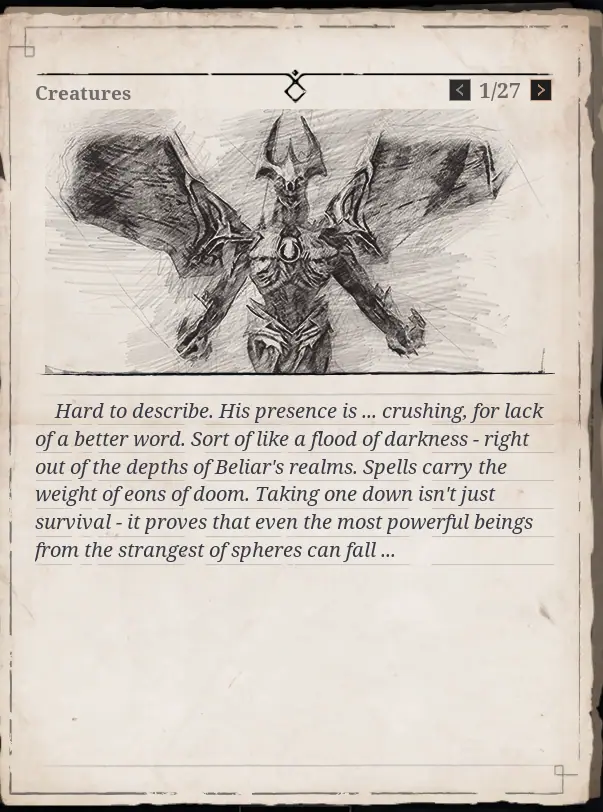 Creatures
< 1/27 >
Hard to describe. His presence is ... crushing, for lack
of a better word. Sort of like a flood of darkness - right
out of the depths of Beliar's realms. Spells carry the
weight of eons of doom. Taking one down isn't just
survival - it proves that even the most powerful beings
from the strangest of spheres can fall ...